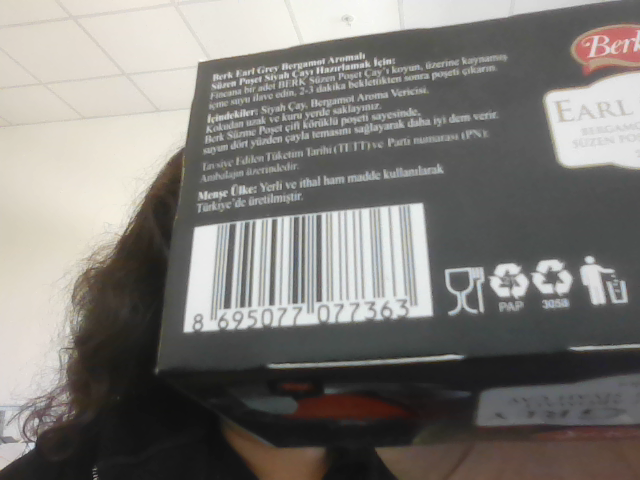 Berk Earl Grey Bergamot Aromalı
Süzen Poşet Siyah Çayı Hazırlamak İçin:
Fincana bir adet BERK Süzen Poşet Çay'ı koyun, üzerine kaynamış
içme suyu ilave edin, 2-3 dakika beklettikten sonra poşeti çıkarın.
İçindekiler: Siyah Çay, Bergamot Aroma Vericisi.
Kokudan uzak ve kuru yerde saklayınız.
Berk Süzme Poşet çift körüklü poşeti sayesinde,
suyun dört yüzden çayla temasını sağlayarak daha iyi dem verir.
Tavsiye Edilen Tüketim Tarihi (TETT) ve Parti numarası (PN):
Ambalajın üzerindedir.
Menşe Ülke: Yerli ve ithal ham madde kullanılarak
Türkiye'de üretilmiştir.
8 695077 077363
PAP
3058
Berk
EARL
BERGAMO
SÜZEN PO